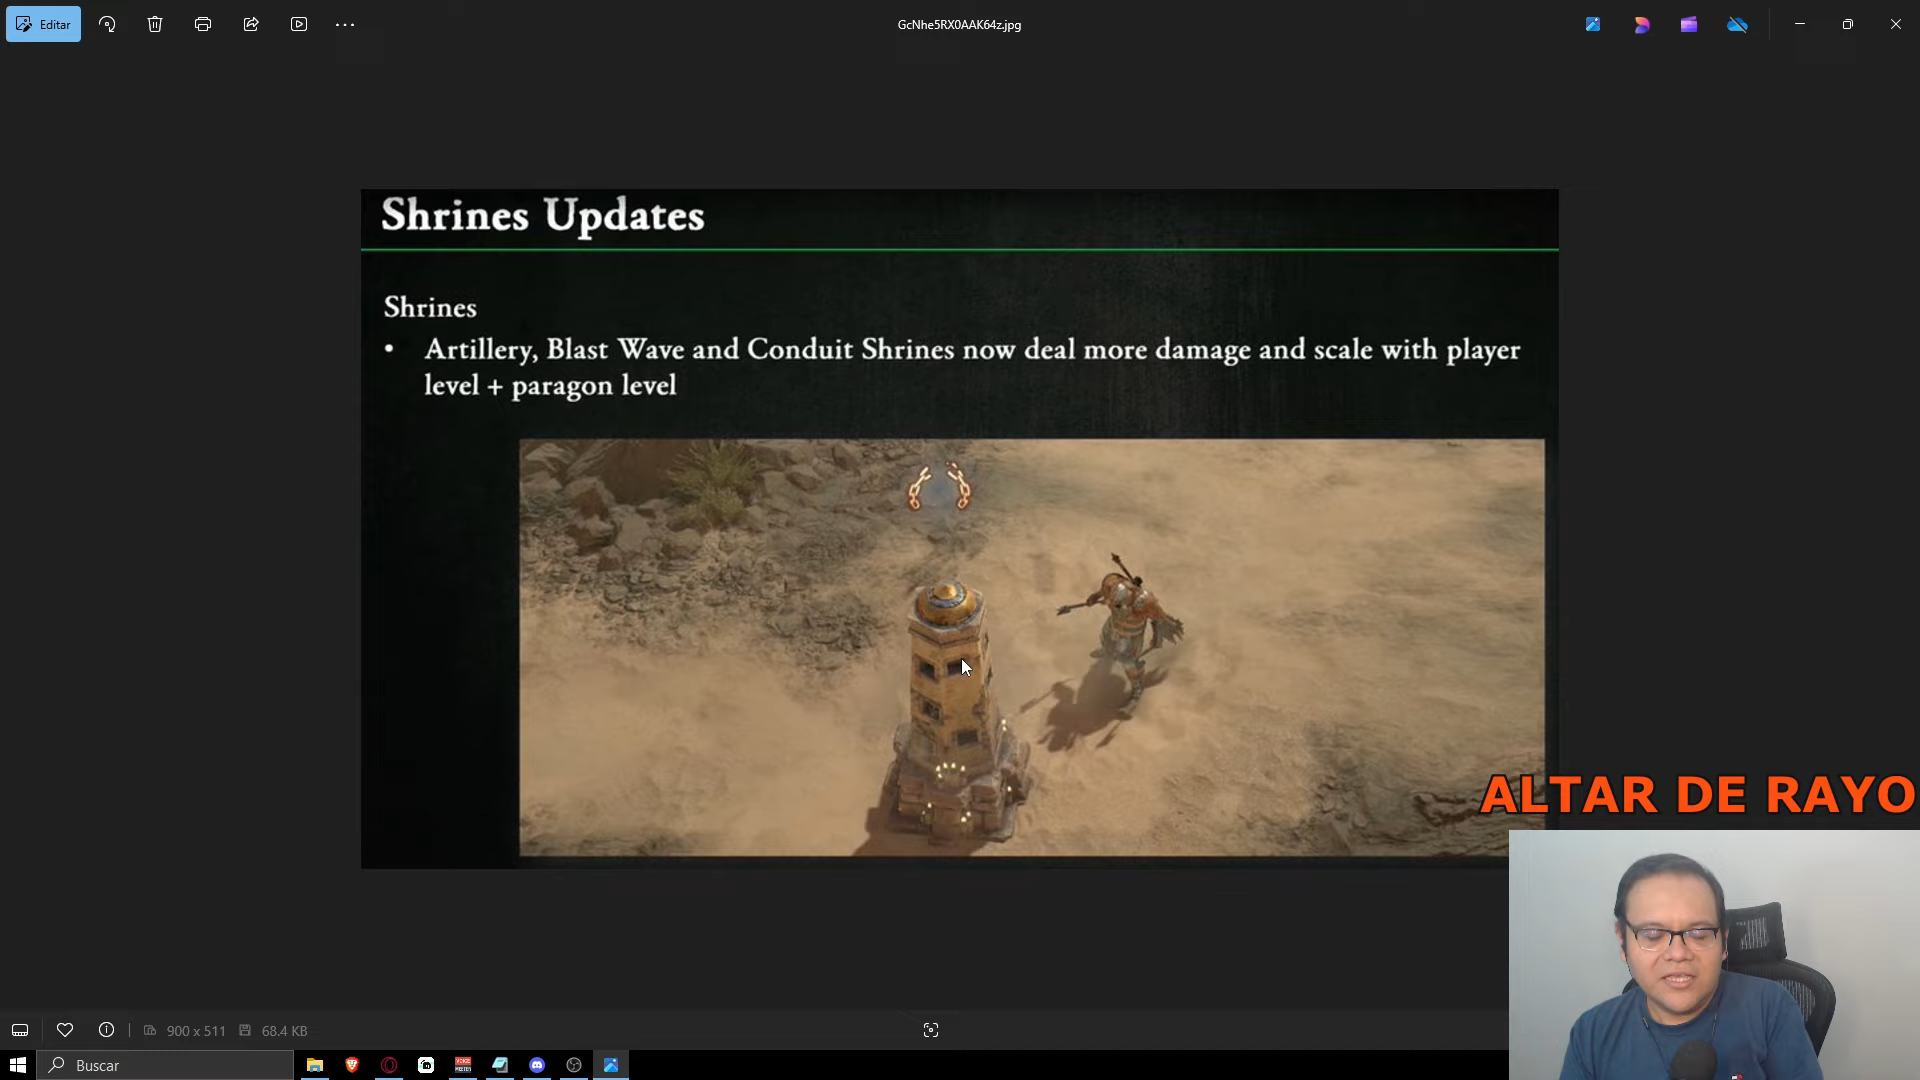 Editar
GcNhe5RX0AAK64z.jpg
Shrines Updates
Shrines
• Artillery, Blast Wave and Conduit Shrines now deal more damage and scale with player
level + paragon level
ALTAR DE RAYO
900 x 511
68.4 KB
Buscar